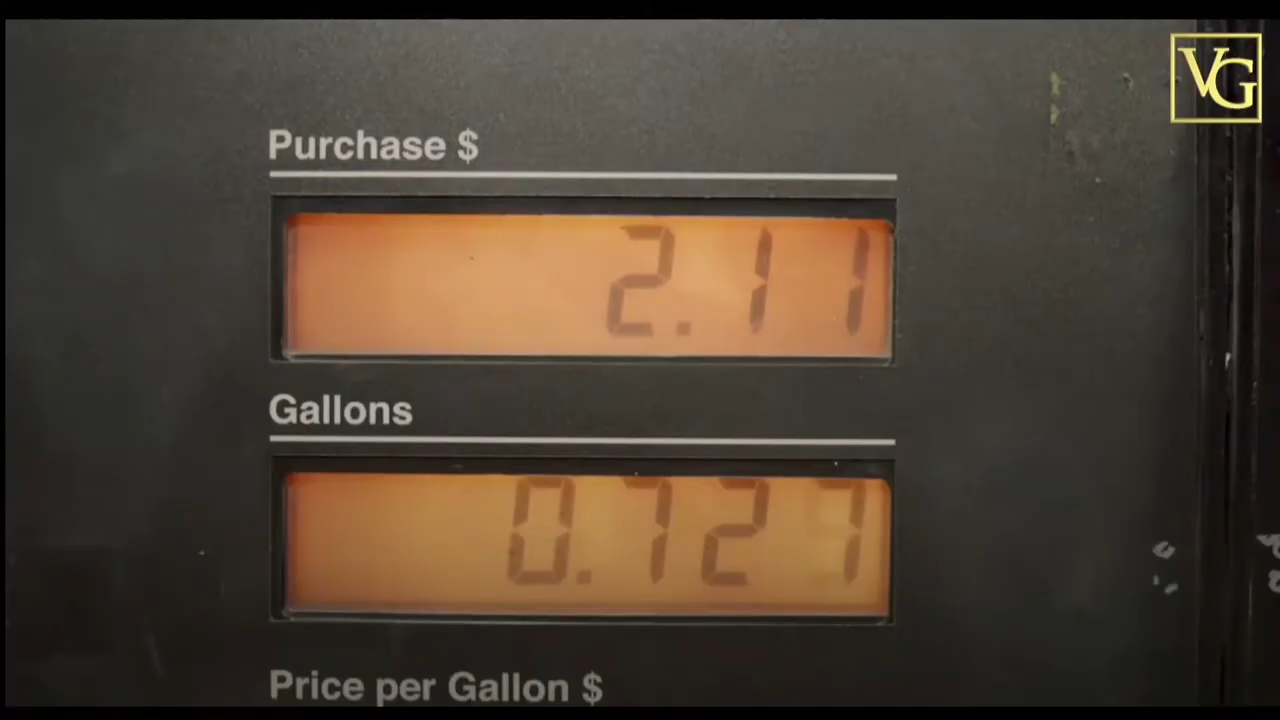 VG
Purchase $
2.11
Gallons
0.727
Price per Gallon $